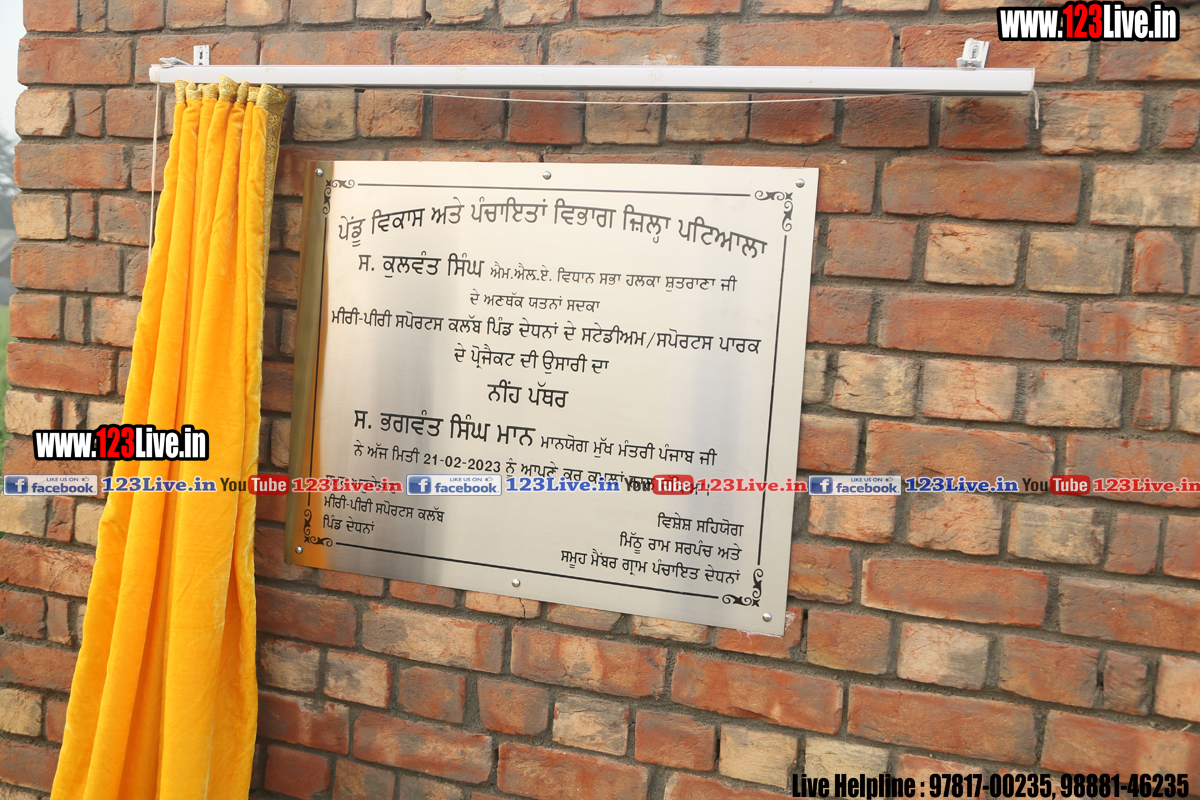 www.123Live.in
ਪੇਂਡੂ ਵਿਕਾਸ ਅਤੇ ਪੰਚਾਇਤਾਂ ਵਿਭਾਗ ਜ਼ਿਲ੍ਹਾ ਪਟਿਆਲਾ
ਸ. ਕੁਲਵੰਤ ਸਿੰਘ ਐਮ.ਐਲ.ਏ. ਵਿਧਾਨ ਸਭਾ ਹਲਕਾ ਸ਼ੁਤਰਾਣਾ ਜੀ
ਦੇ ਅਣਥੱਕ ਯਤਨਾਂ ਸਦਕਾ
ਮੀਰੀ-ਪੀਰੀ ਸਪੋਰਟਸ ਕਲੱਬ ਪਿੰਡ ਦੇਧਨਾਂ ਦੇ ਸਟੇਡੀਅਮ/ਸਪੋਰਟਸ ਪਾਰਕ
ਦੇ ਪ੍ਰੋਜੈਕਟ ਦੀ ਉਸਾਰੀ ਦਾ
ਨੀਂਹ ਪੱਥਰ
ਸ. ਭਗਵੰਤ ਸਿੰਘ ਮਾਨ ਮਾਨਯੋਗ ਮੁੱਖ ਮੰਤਰੀ ਪੰਜਾਬ ਜੀ
ਨੇ ਅੱਜ ਮਿਤੀ 21-02-2023 ਨੂੰ ਆਪਣੇ ਕਰ ਕਮਲਾਂ
www.123Live.in
LIKE US ON facebook 123Live.in YouTube 123Live.in LIKE US ON facebook 123Live.in YouTube 123Live.in LIKE US ON facebook 123Live.in YouTube 123Live.in
ਮੀਰੀ-ਪੀਰੀ ਸਪੋਰਟਸ ਕਲੱਬ
ਪਿੰਡ ਦੇਧਨਾਂ
ਵਿਸ਼ੇਸ਼ ਸਹਿਯੋਗ
ਮਿੱਠੂ ਰਾਮ ਸਰਪੰਚ ਅਤੇ
ਸਮੂਹ ਮੈਂਬਰ ਗ੍ਰਾਮ ਪੰਚਾਇਤ ਦੇਧਨਾਂ
Live Helpline : 97817-00235, 98881-46235